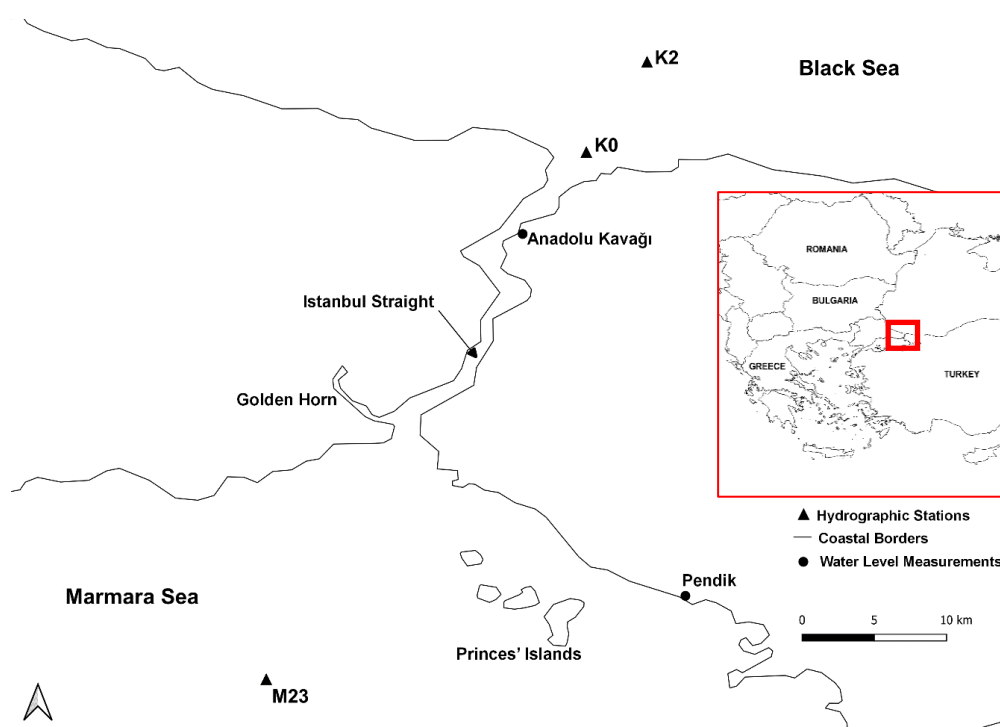 K2
Black Sea
K0
Anadolu Kavağı
ROMANIA
BULGARIA
GREECE
TURKEY
Istanbul Straight
Golden Horn
Hydrographic Stations
Coastal Borders
Water Level Measurements
Pendik
Marmara Sea
0 5 10 km
Princes' Islands
M23